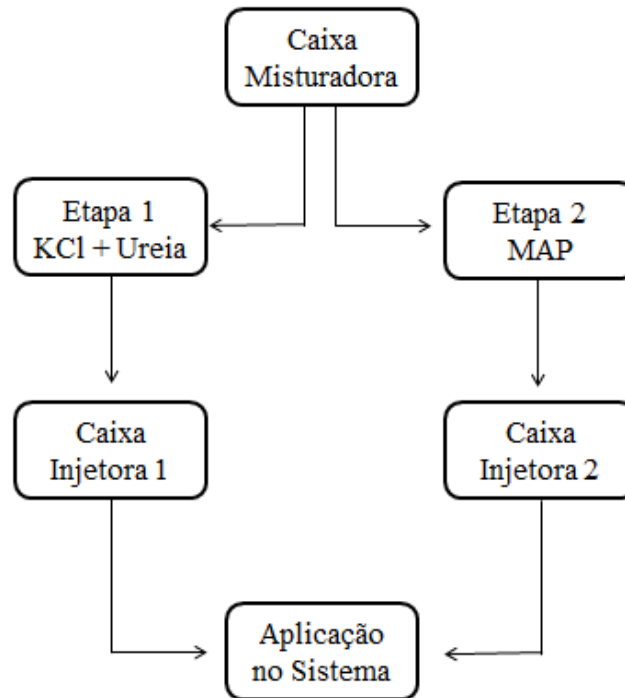 Caixa
Misturadora
Etapa 1
KCl + Ureia
Etapa 2
MAP
Caixa
Injetora 1
Caixa
Injetora 2
Aplicação
no Sistema